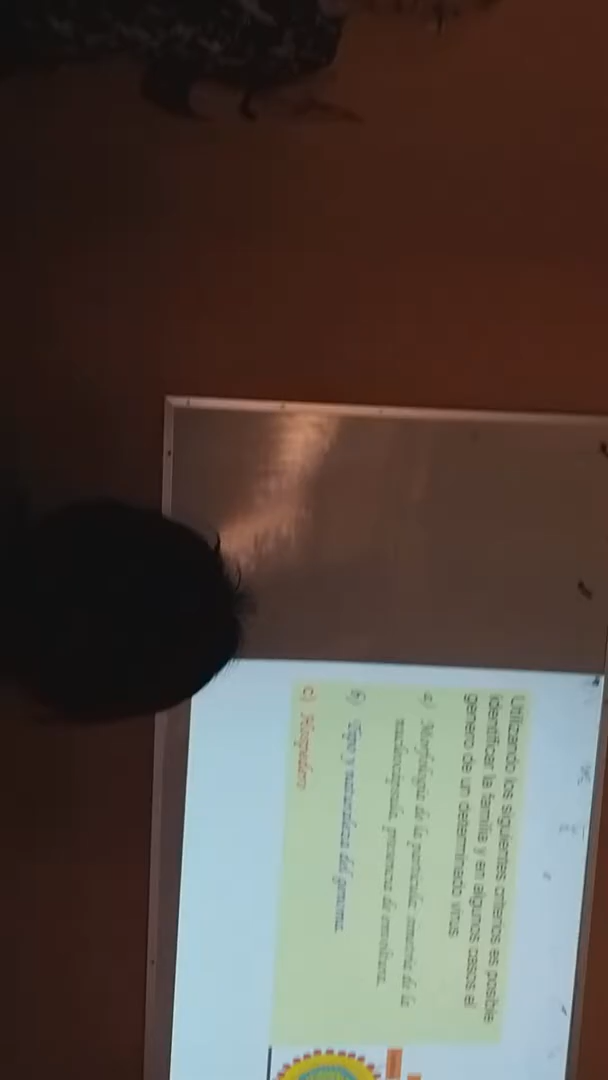 Utilizando los siguientes criterios es posible
identificar la familia y en algunos casos el
género de un determinado virus
a) Morfología de la partícula: simetría de la
nucleocápsida, presencia de envoltura.
b) Tipo y naturaleza del genoma.
c) Hospedero